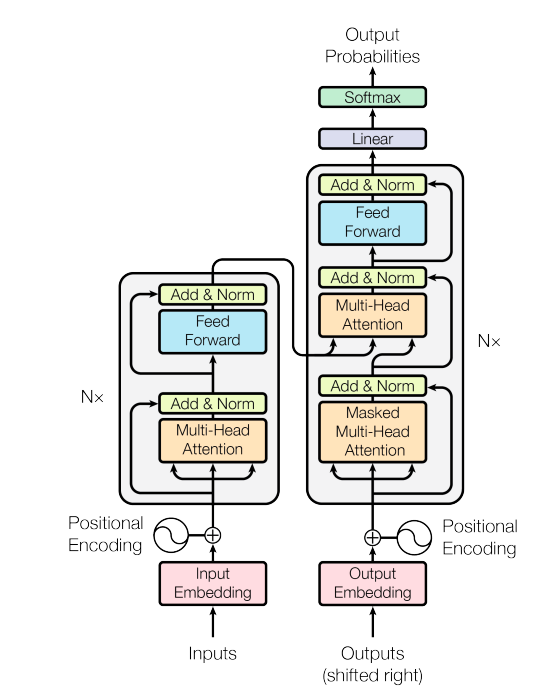 Output
Probabilities
Softmax
Linear
Add & Norm
Feed
Forward
Add & Norm
Multi-Head
Attention
Add & Norm
Masked
Multi-Head
Attention
N×
Add & Norm
Feed
Forward
Add & Norm
Multi-Head
Attention
N×
Positional
Encoding
Positional
Encoding
Input
Embedding
Output
Embedding
Inputs
Outputs
(shifted right)